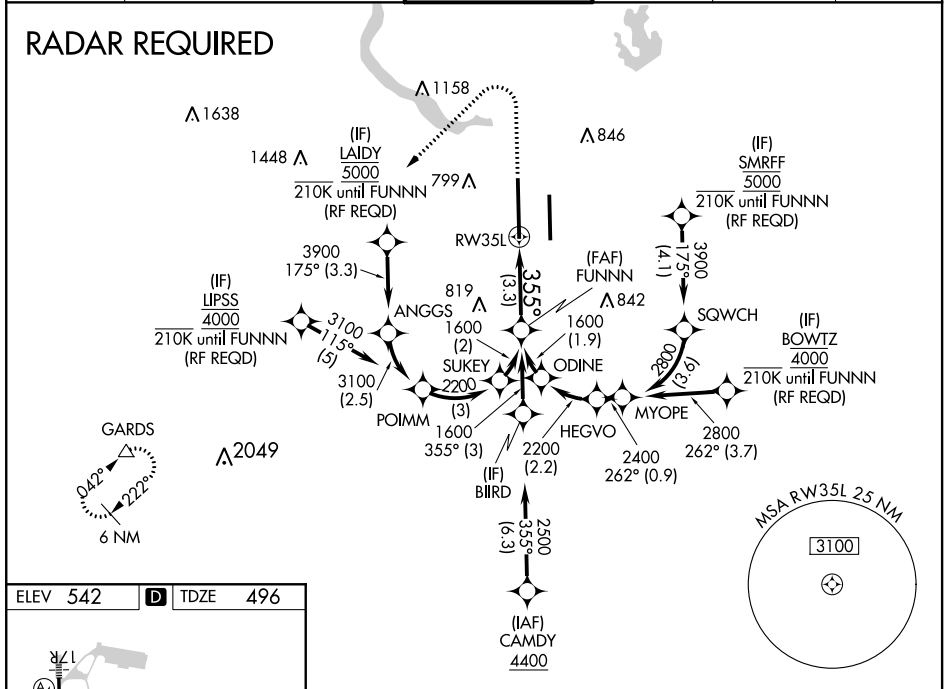 RADAR REQUIRED
1158
1638
846
(IF)
LAIDY
5000
210K until FUNNN
(RF REQD)
1448
799
(IF)
SMRFF
5000
210K until FUNNN
(RF REQD)
RW35L
3900
175° (3.3)
355°
(3.3)
(FAF)
FUNNN
3900
175°
(4.1)
(IF)
LIPSS
4000
210K until FUNNN
(RF REQD)
3100
115°
(5)
ANGGS
819
842
1600
(2)
1600
(1.9)
SQWCH
(IF)
BOWTZ
4000
210K until FUNNN
(RF REQD)
SUKEY
ODINE
2800
(3.6)
3100
(2.5)
2200
(3)
POIMM
1600
355° (3)
HEGVO
MYOPE
2200
(2.2)
2400
262° (0.9)
2800
262° (3.7)
(IF)
BIIRD
GARDS
042°
222°
6 NM
2049
2500
355°
(6.3)
MSA RW35L 25 NM
3100
(IAF)
CAMDY
4400
ELEV 542 D TDZE 496
17R
A